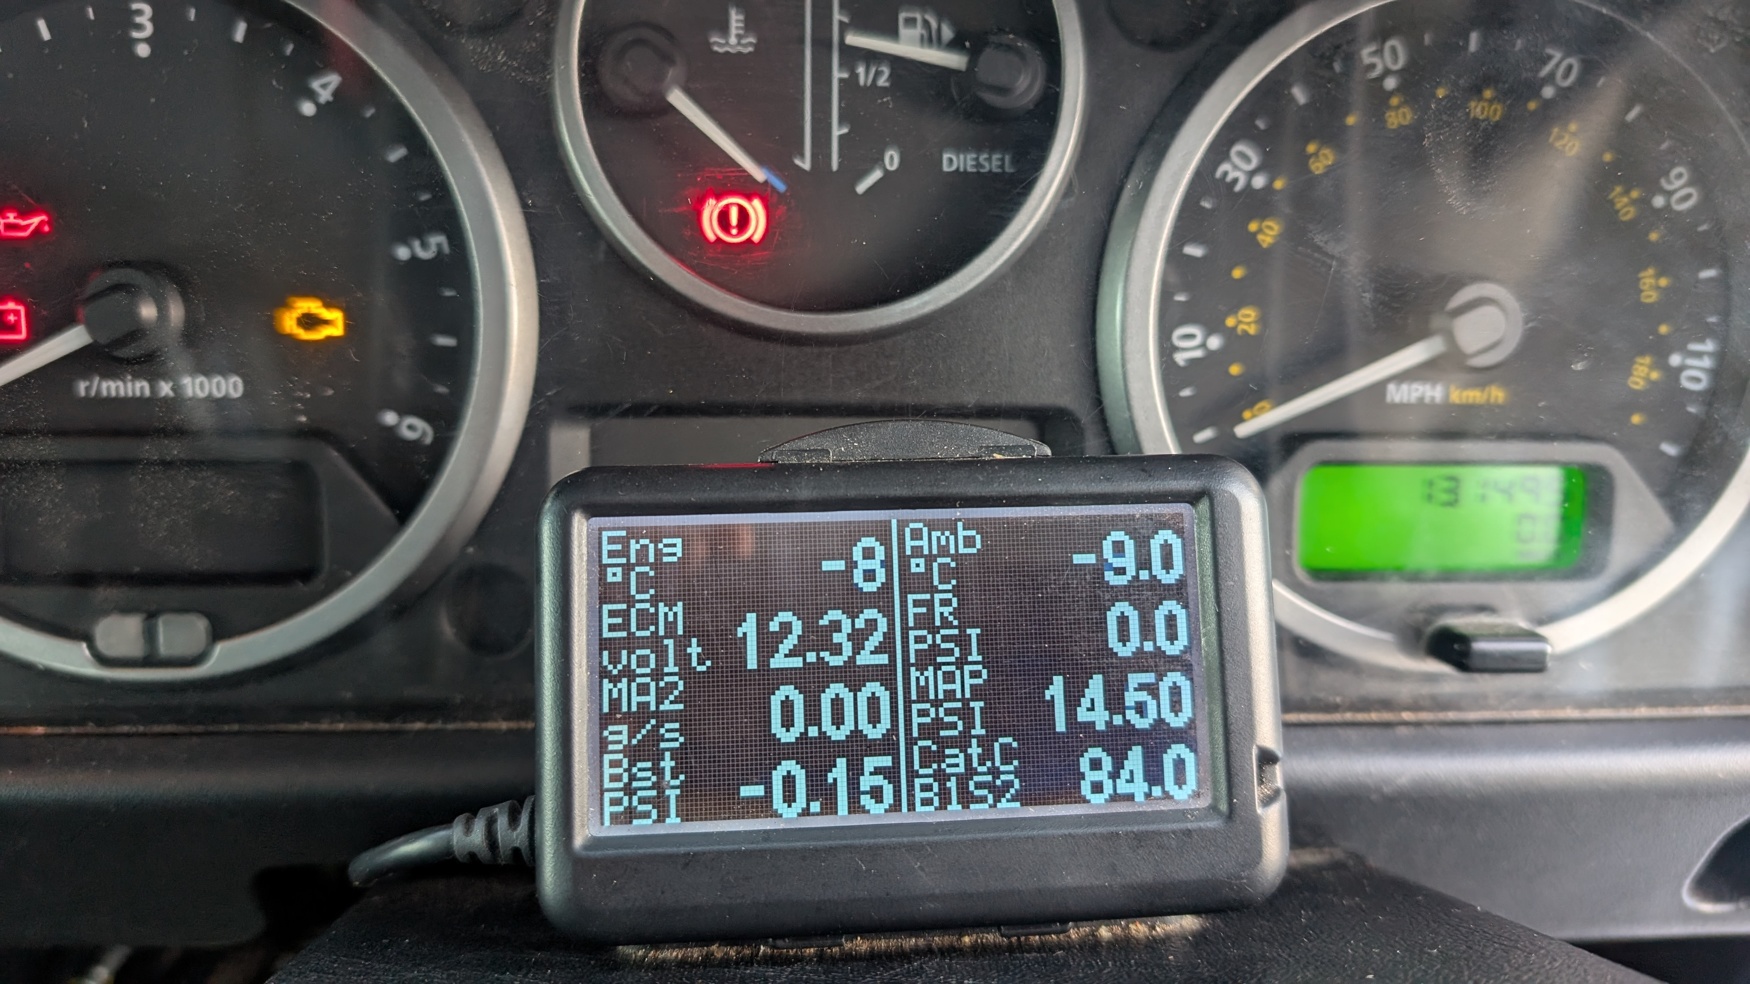 3
4
5
6
r/min x 1000
1/2
0
DIESEL
10
30
50
70
90
110
0
20
40
60
80
100
120
140
160
180
MPH km/h
Eng °C -8
ECM volt 12.32
MA2 g/s 0.00
Bst PSI -0.15
Amb °C -9.0
FR PSI 0.0
MAP PSI 14.50
CatC B1S2 84.0